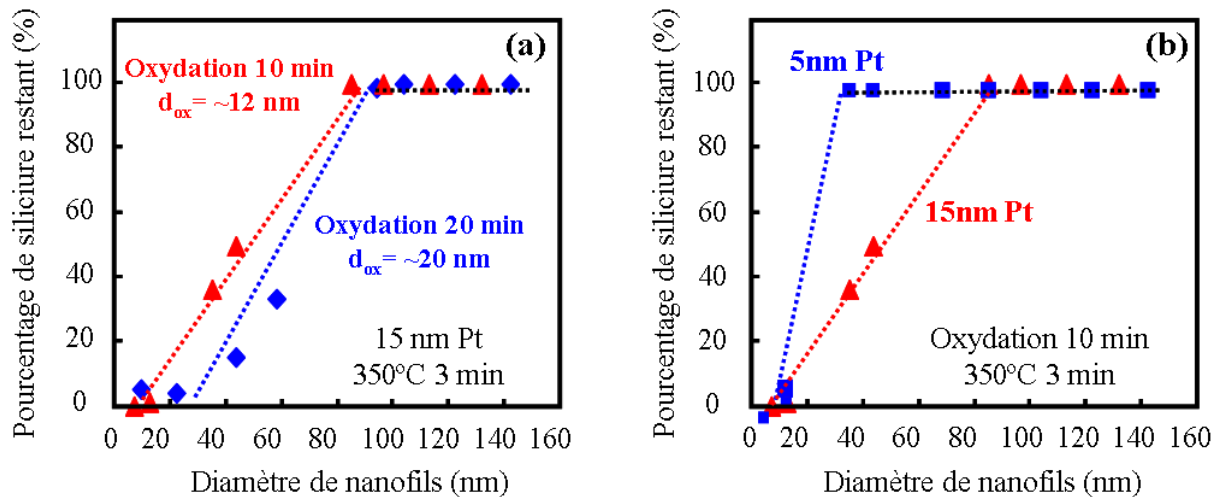 Pourcentage de siliciure restant (%)
100
80
60
40
20
0
0 20 40 60 80 100 120 140 160
Diamètre de nanofils (nm)
(a)
Oxydation 10 min
dox= ~12 nm
Oxydation 20 min
dox= ~20 nm
15 nm Pt
350°C 3 min
Pourcentage de siliciure restant (%)
100
80
60
40
20
0
0 20 40 60 80 100 120 140 160
Diamètre de nanofils (nm)
(b)
5nm Pt
15nm Pt
Oxydation 10 min
350°C 3 min